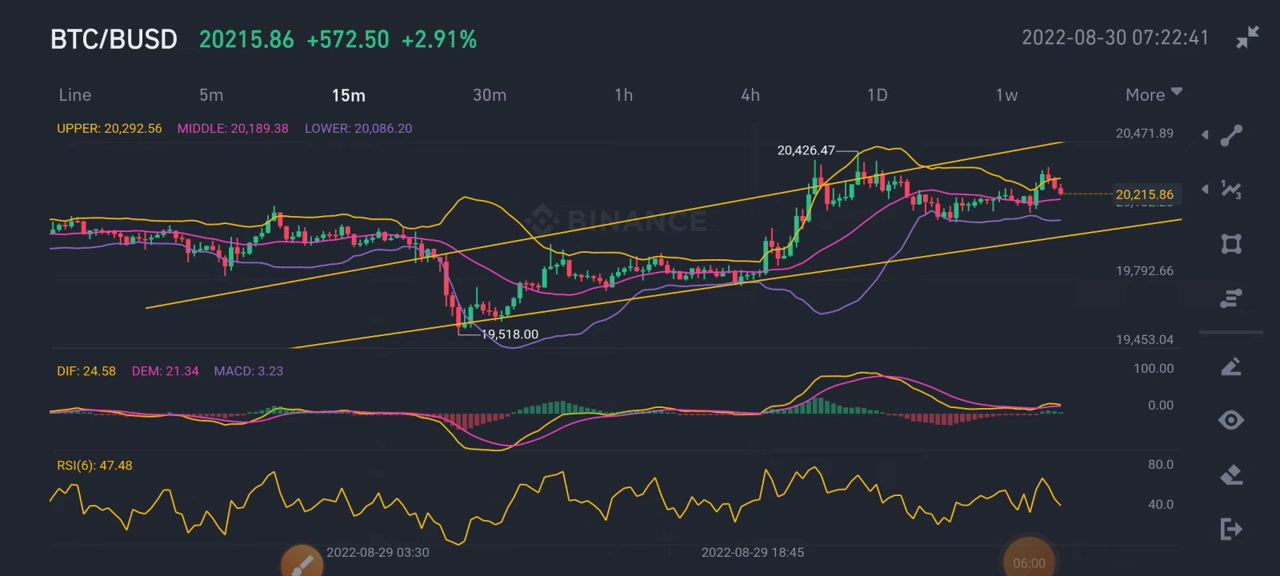 BTC/BUSD 20215.86 +572.50 +2.91% 2022-08-30 07:22:41
Line 5m 15m 30m 1h 4h 1D 1w More
UPPER: 20,292.56 MIDDLE: 20,189.38 LOWER: 20,086.20
20,471.89
20,426.47
20,215.86
BINANCE
19,792.66
19,518.00
19,453.04
DIF: 24.58 DEM: 21.34 MACD: 3.23
100.00
0.00
RSI(6): 47.48
80.0
40.0
2022-08-29 03:30 2022-08-29 18:45
06:00